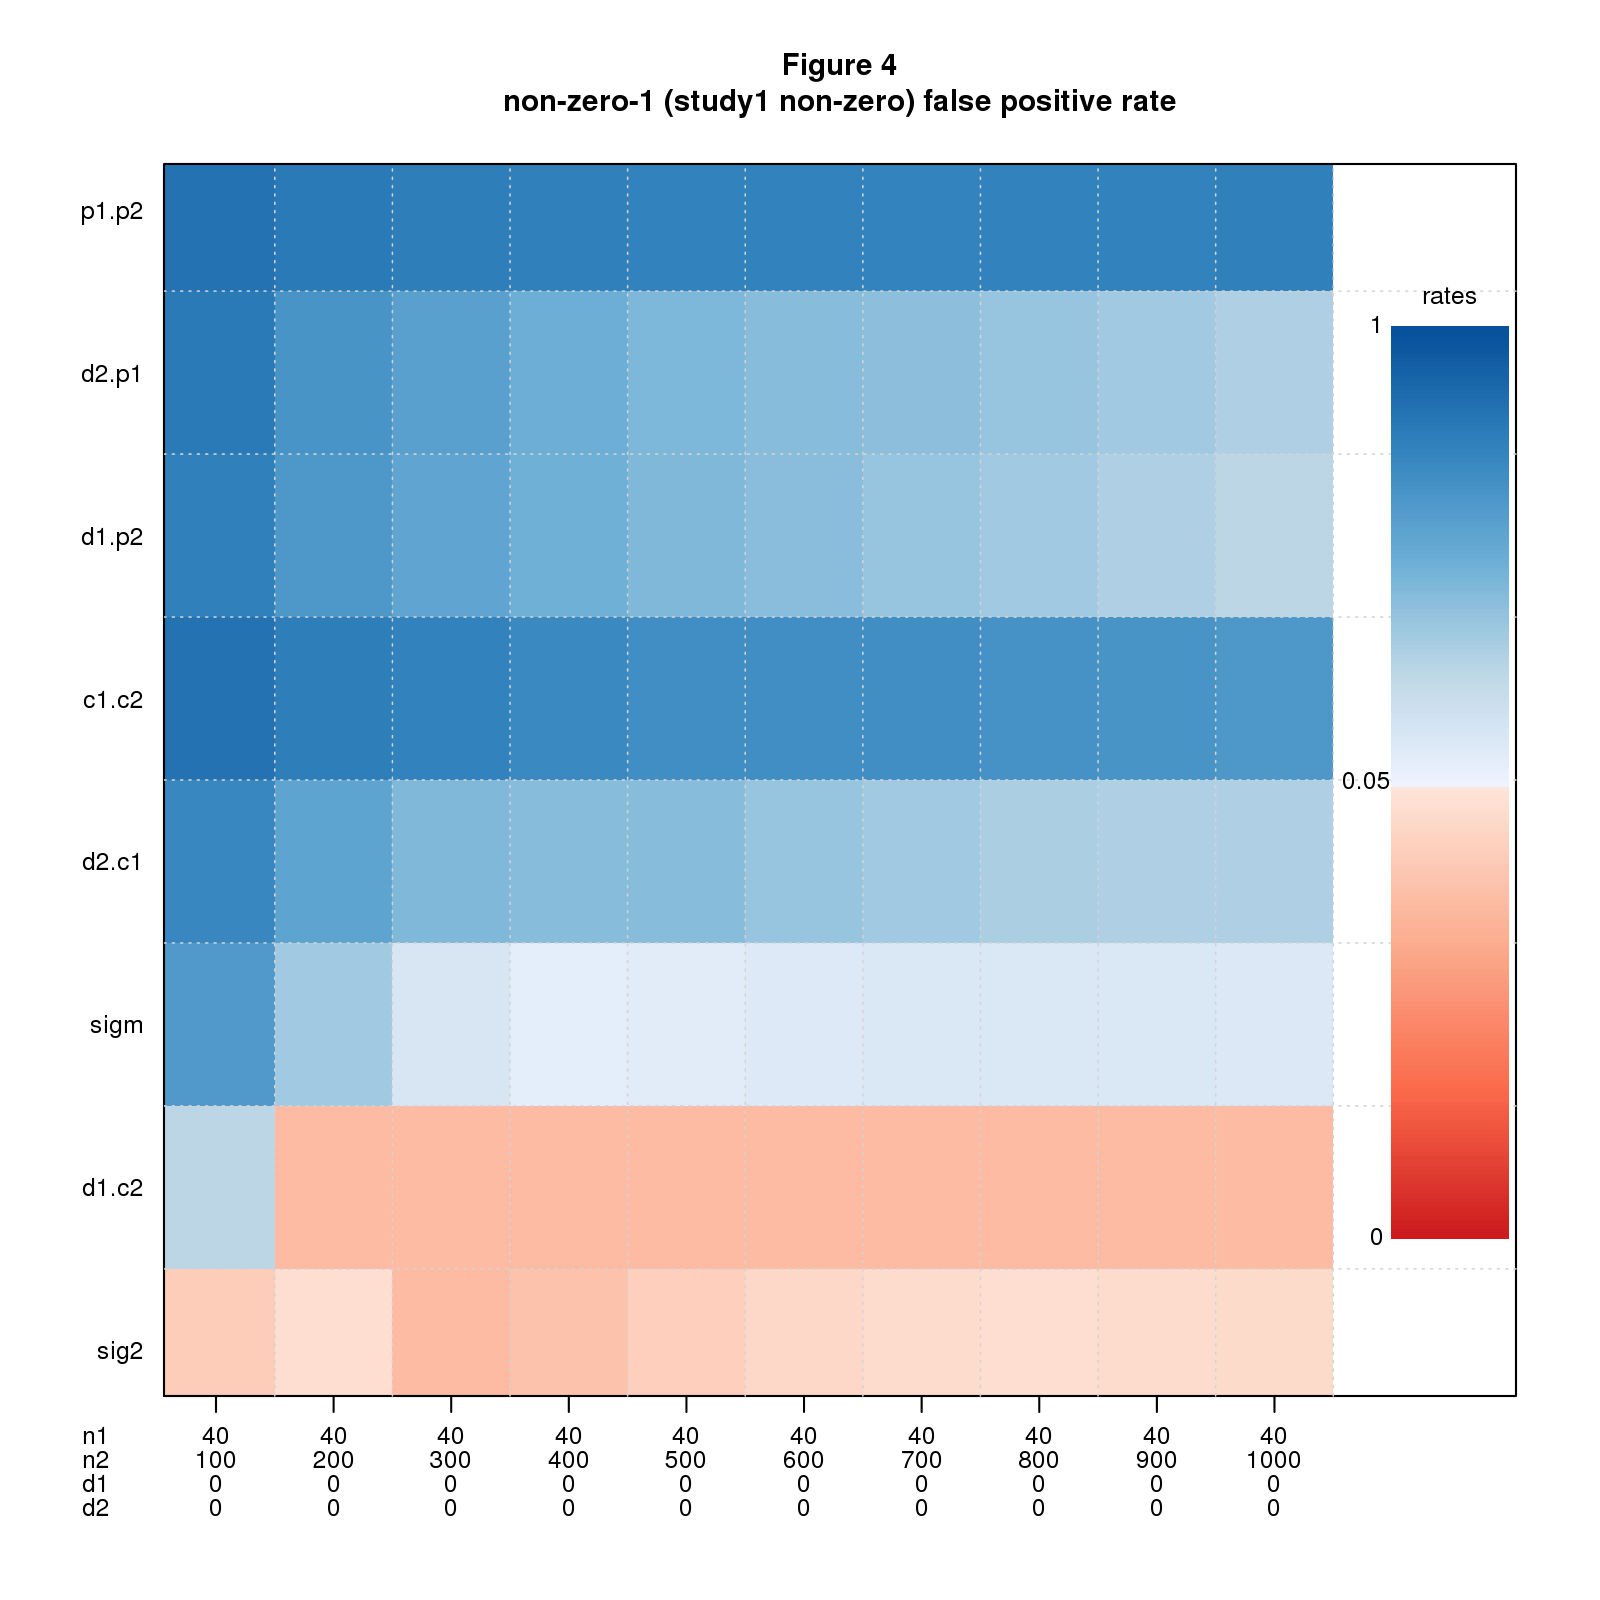 Figure 4
non-zero-1 (study1 non-zero) false positive rate
p1.p2
rates
1
d2.p1
d1.p2
c1.c2
0.05
d2.c1
sigm
d1.c2
0
sig2
n1 40 40 40 40 40 40 40 40 40 40
n2 100 200 300 400 500 600 700 800 900 1000
d1 0 0 0 0 0 0 0 0 0 0
d2 0 0 0 0 0 0 0 0 0 0